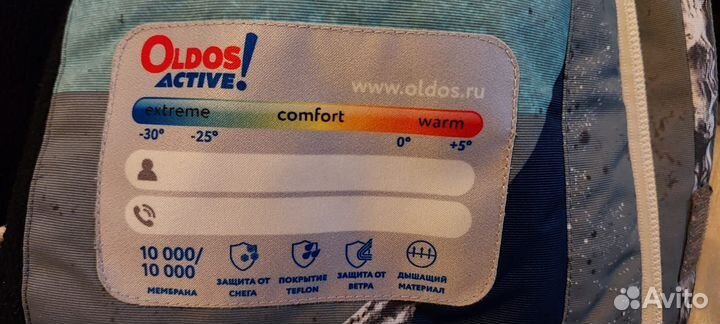 OLDOS
ACTIVE!
www.oldos.ru
extreme comfort warm
-30° -25° 0° +5°
10 000/
10 000
МЕМБРАНА
ЗАЩИТА ОТ
СНЕГА
ПОКРЫТИЕ
TEFLON
ЗАЩИТА ОТ
ВЕТРА
ДЫШАЩИЙ
МАТЕРИАЛ
Avito